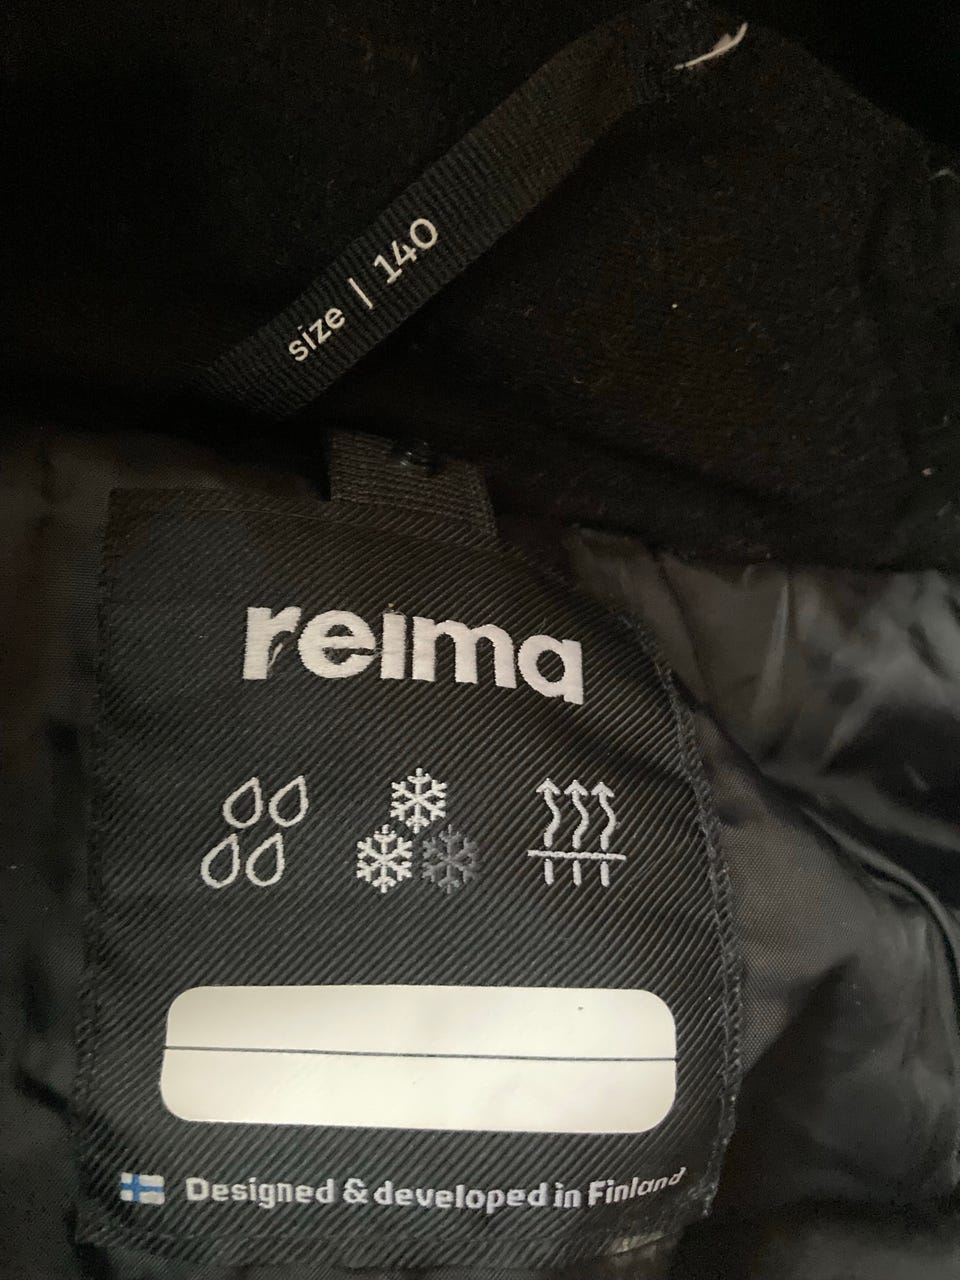 size | 140
reima
Designed & developed in Finland